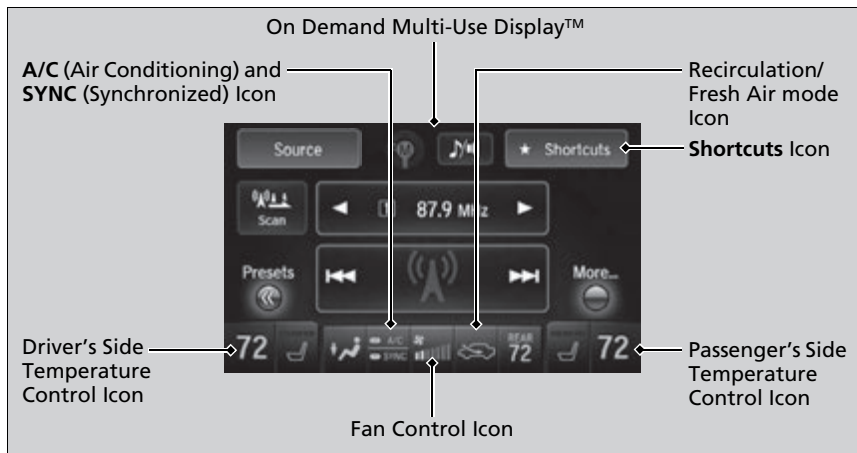 On Demand Multi-Use Display™
A/C (Air Conditioning) and
SYNC (Synchronized) Icon
Recirculation/
Fresh Air mode
Icon
Shortcuts Icon
Source
★ Shortcuts
Scan
1 87.9 MHz
Presets
More...
72
A/C
SYNC
REAR
72
72
Driver's Side
Temperature
Control Icon
Passenger's Side
Temperature
Control Icon
Fan Control Icon